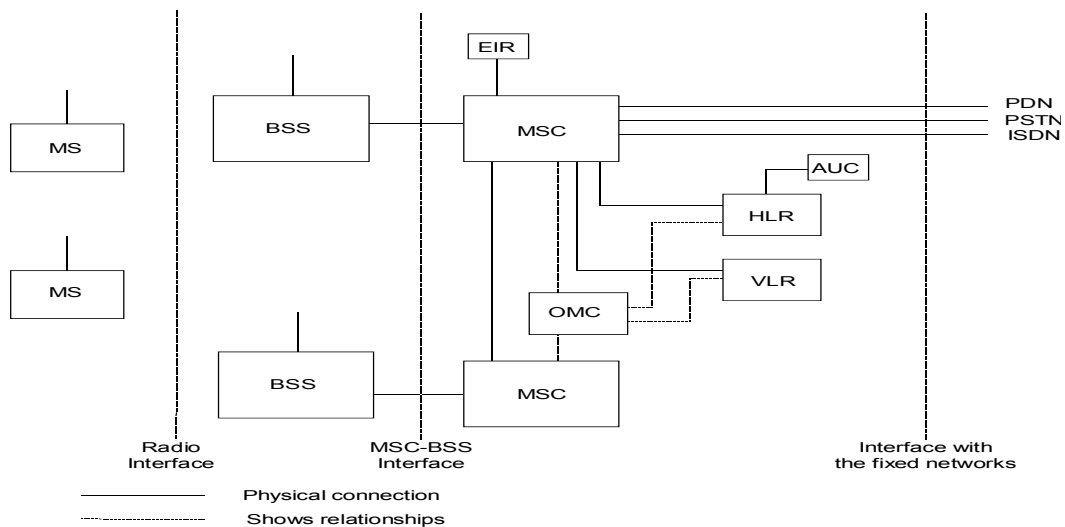 EIR
BSS
MSC
PDN
PSTN
ISDN
MS
AUC
HLR
MS
VLR
OMC
BSS
MSC
Radio
Interface
MSC-BSS
Interface
Interface with
the fixed networks
Physical connection
Shows relationships